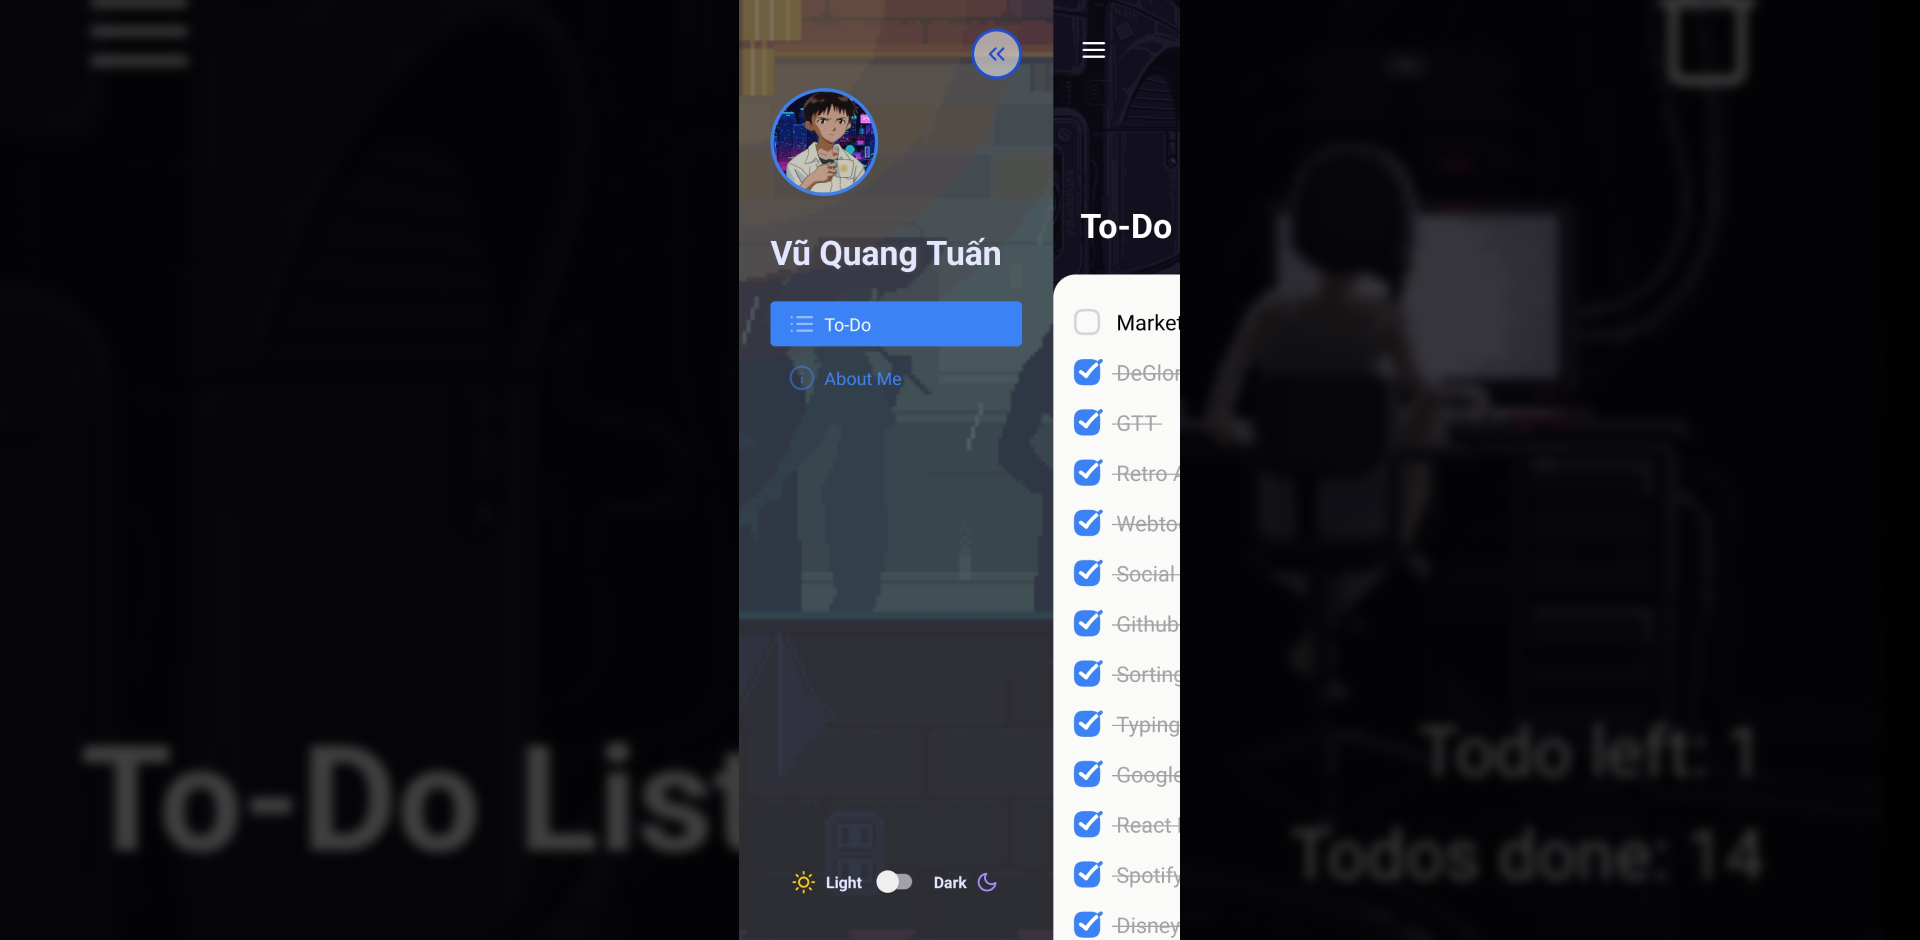 Vũ Quang Tuấn
To-Do
About Me
Light
Dark
To-Do
Market
DeGlor
GTT
Retro A
Webtoo
Social
Github
Sorting
Typing
Google
React
Spotify
Disney
To-Do List
Todo left: 1
Todos done: 14